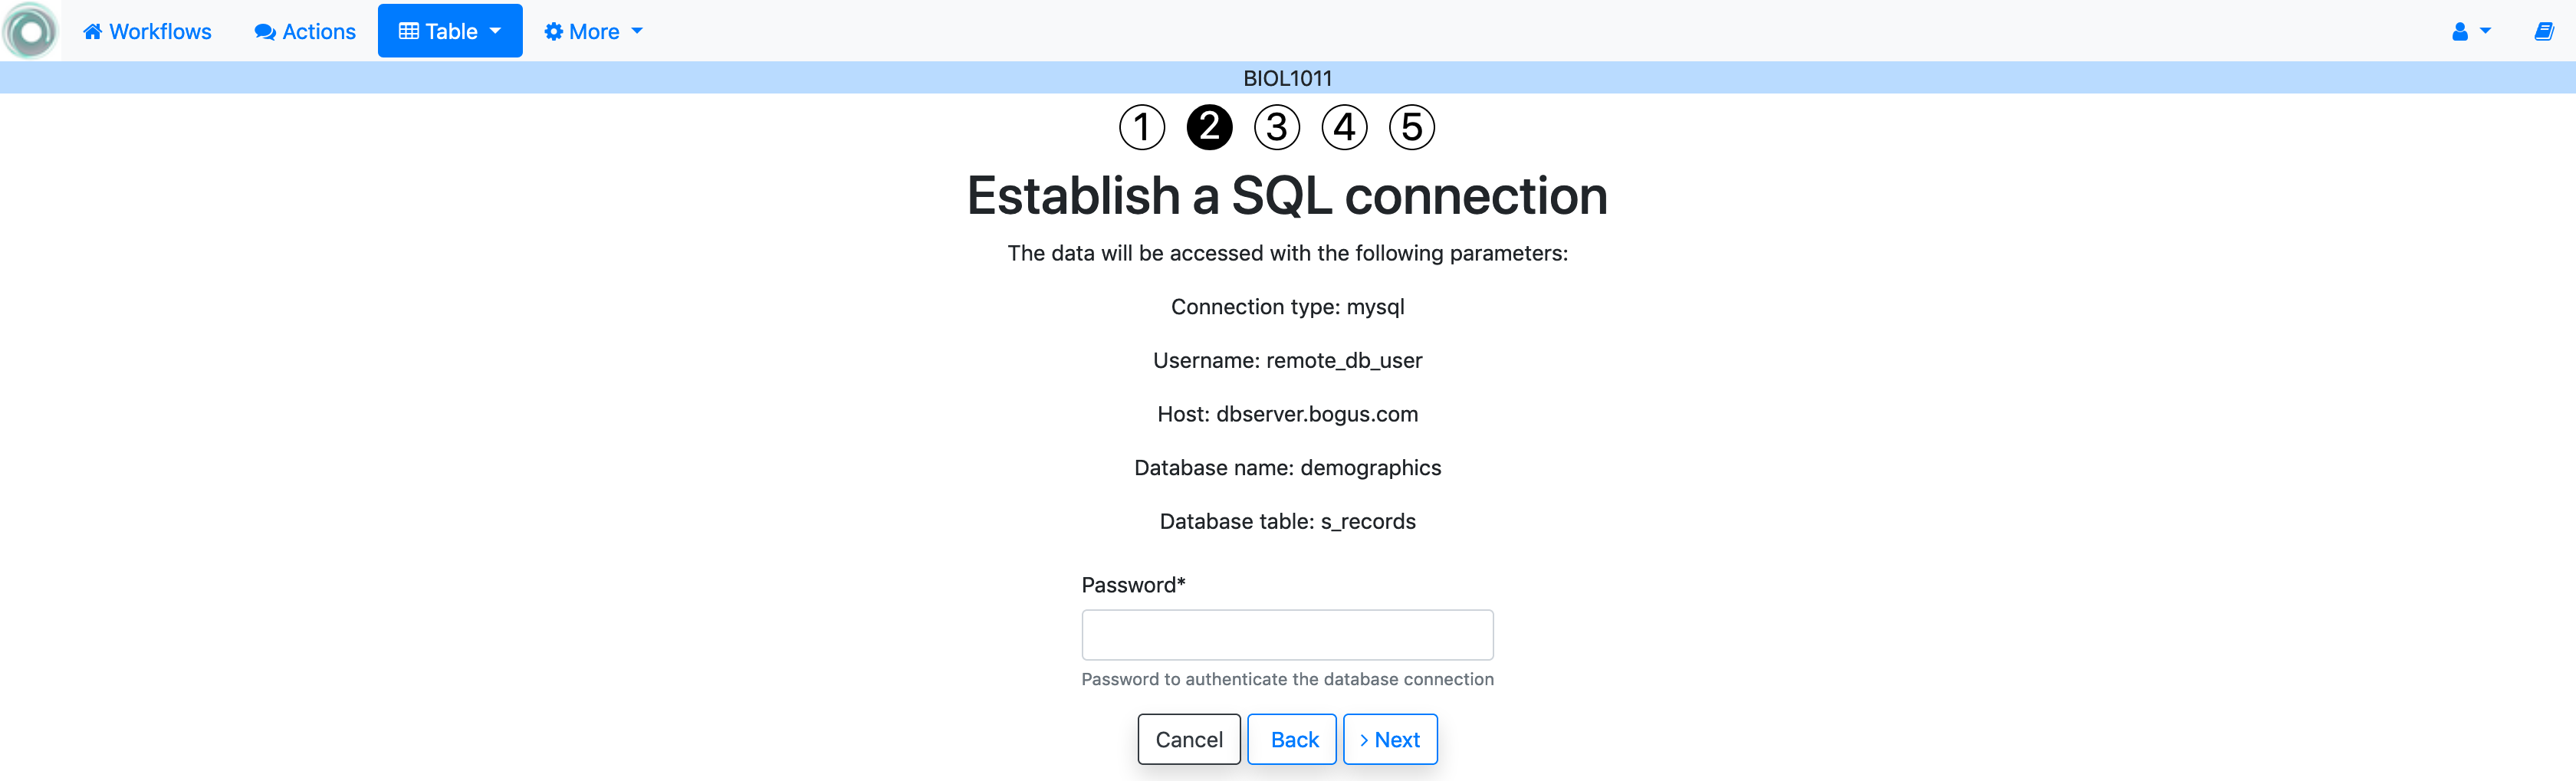 Workflows Actions Table More
BIOL1011
1 2 3 4 5
Establish a SQL connection
The data will be accessed with the following parameters:
Connection type: mysql
Username: remote_db_user
Host: dbserver.bogus.com
Database name: demographics
Database table: s_records
Password*
Password to authenticate the database connection
Cancel Back Next